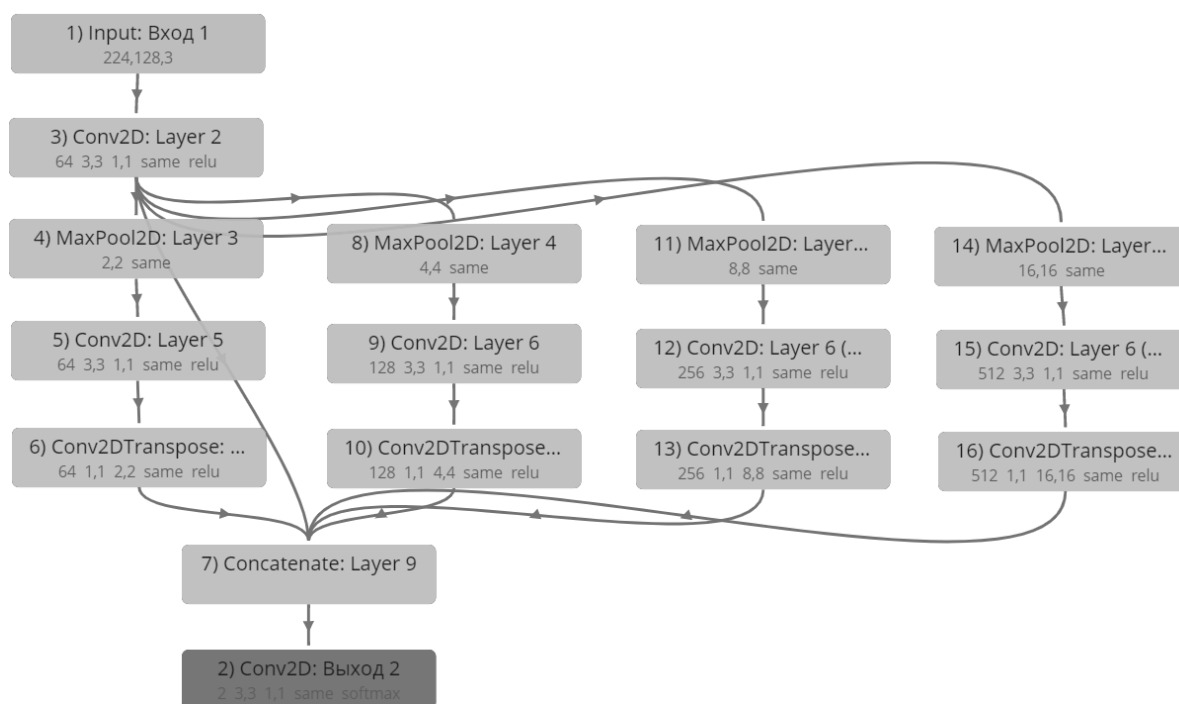 1) Input: Вход 1
224,128,3
3) Conv2D: Layer 2
64 3,3 1,1 same relu
4) MaxPool2D: Layer 3
2,2 same
8) MaxPool2D: Layer 4
4,4 same
11) MaxPool2D: Layer...
8,8 same
14) MaxPool2D: Layer...
16,16 same
5) Conv2D: Layer 5
64 3,3 1,1 same relu
9) Conv2D: Layer 6
128 3,3 1,1 same relu
12) Conv2D: Layer 6 (...
256 3,3 1,1 same relu
15) Conv2D: Layer 6 (...
512 3,3 1,1 same relu
6) Conv2DTranspose: ...
64 1,1 2,2 same relu
10) Conv2DTranspose...
128 1,1 4,4 same relu
13) Conv2DTranspose...
256 1,1 8,8 same relu
16) Conv2DTranspose...
512 1,1 16,16 same relu
7) Concatenate: Layer 9
2) Conv2D: Выход 2
2 3,3 1,1 same softmax